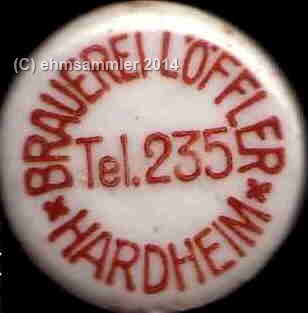 (C) ehmsammler 2014
BRAUEREI LÖFFLER
Tel. 235
* HARDHEIM *